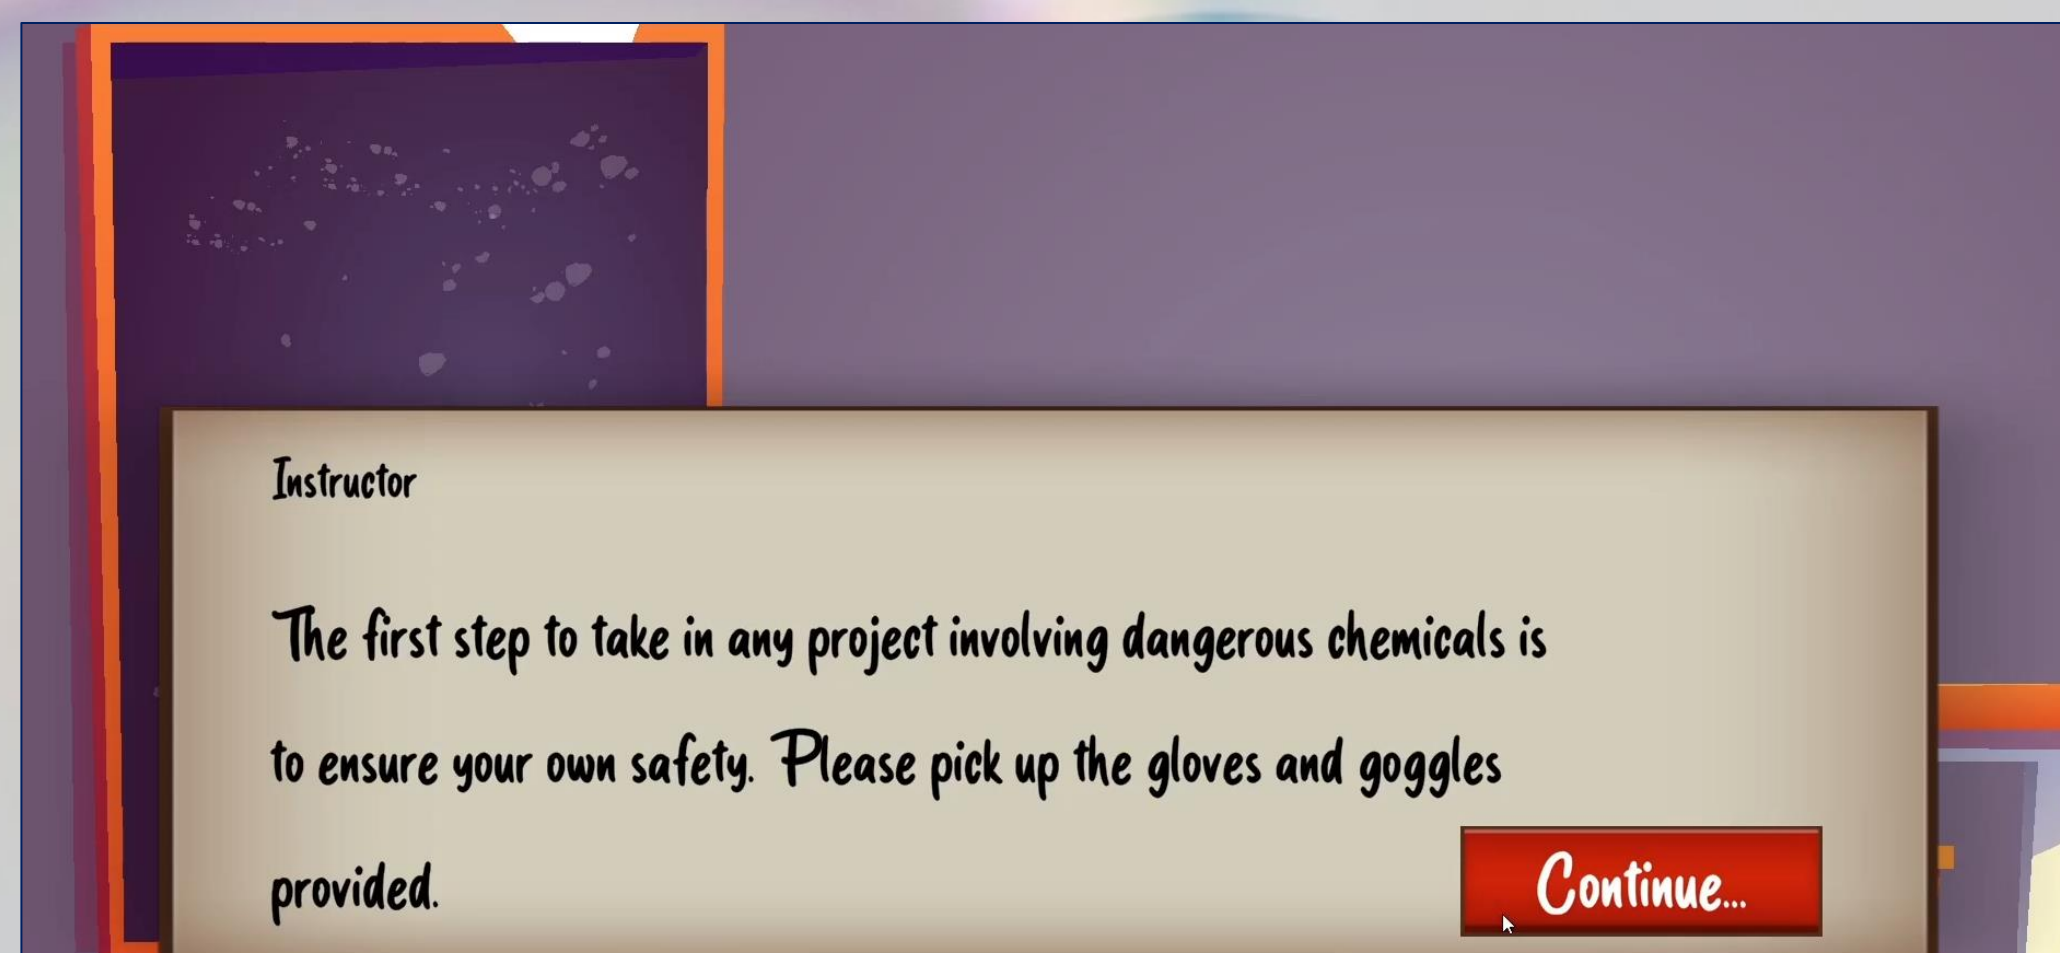 Instructor
The first step to take in any project involving dangerous chemicals is
to ensure your own safety. Please pick up the gloves and goggles
provided.
Continue...